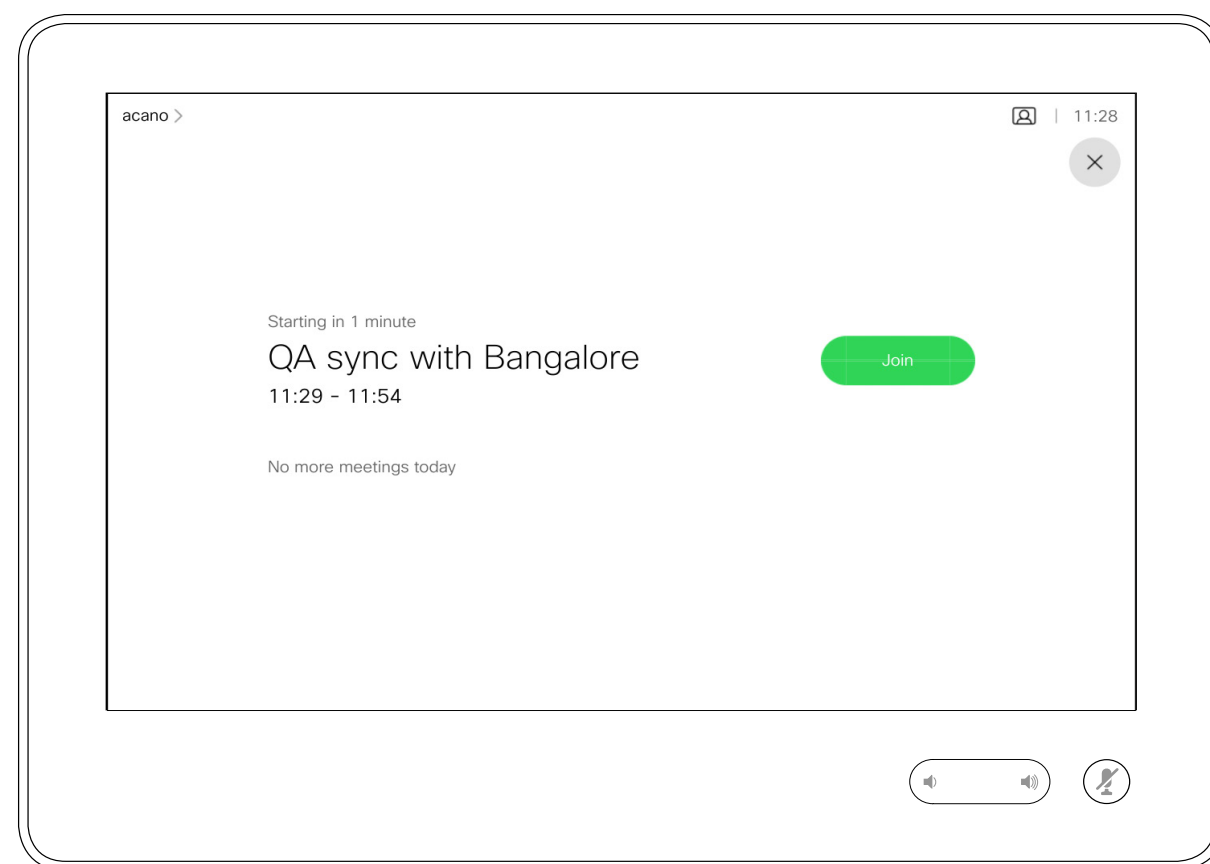 acano
11:28
Starting in 1 minute
QA sync with Bangalore
Join
11:29 - 11:54
No more meetings today